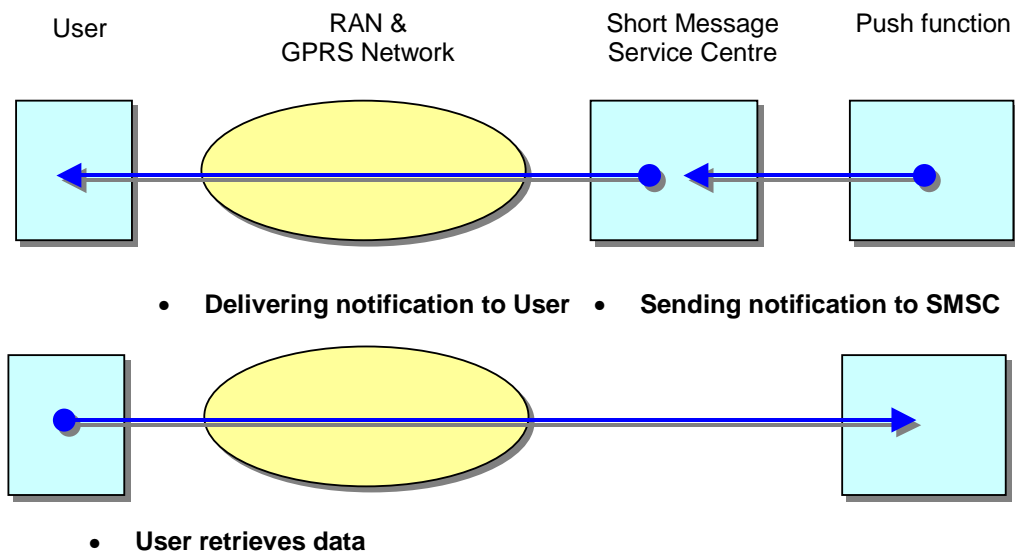 User
RAN &
GPRS Network
Short Message
Service Centre
Push function
• Delivering notification to User • Sending notification to SMSC
• User retrieves data